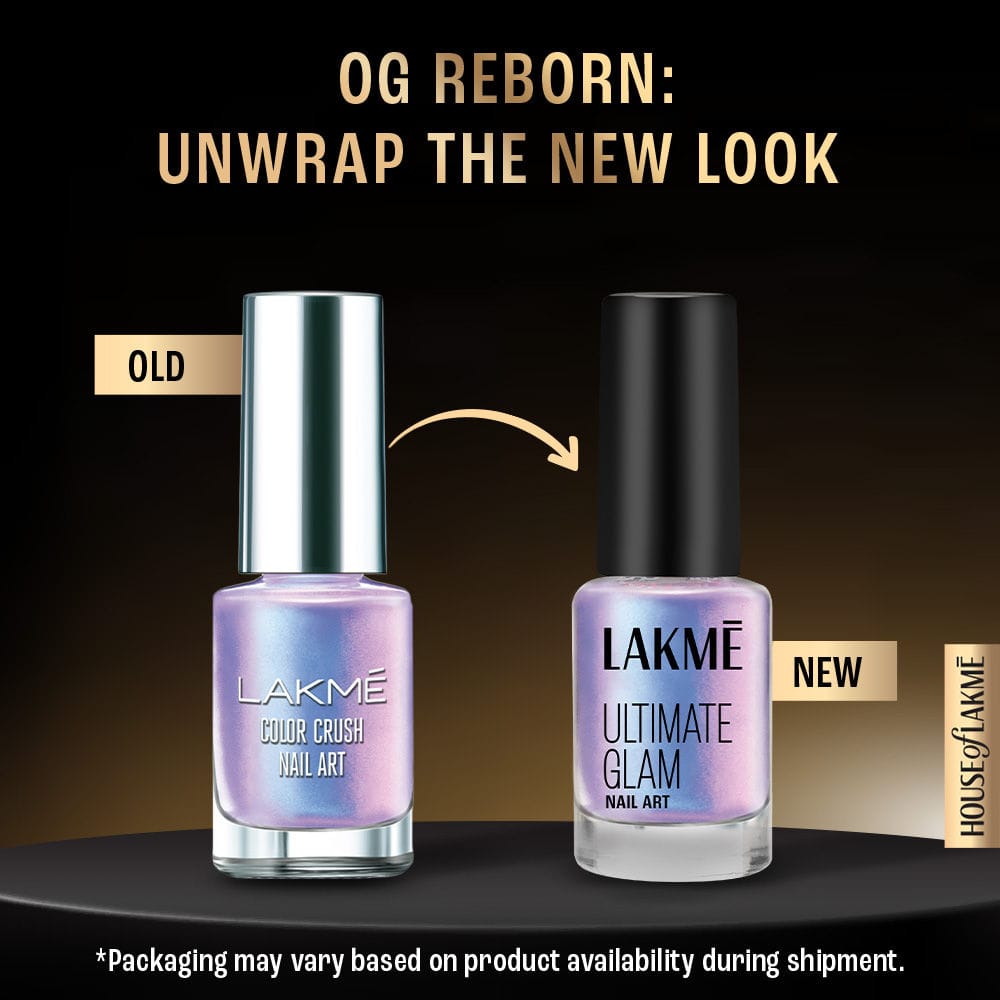 OG REBORN:
UNWRAP THE NEW LOOK
OLD
LAKMÉ
COLOR CRUSH
NAIL ART
LAKMĒ
ULTIMATE
GLAM
NAIL ART
NEW
HOUSE of LAKMĒ
*Packaging may vary based on product availability during shipment.